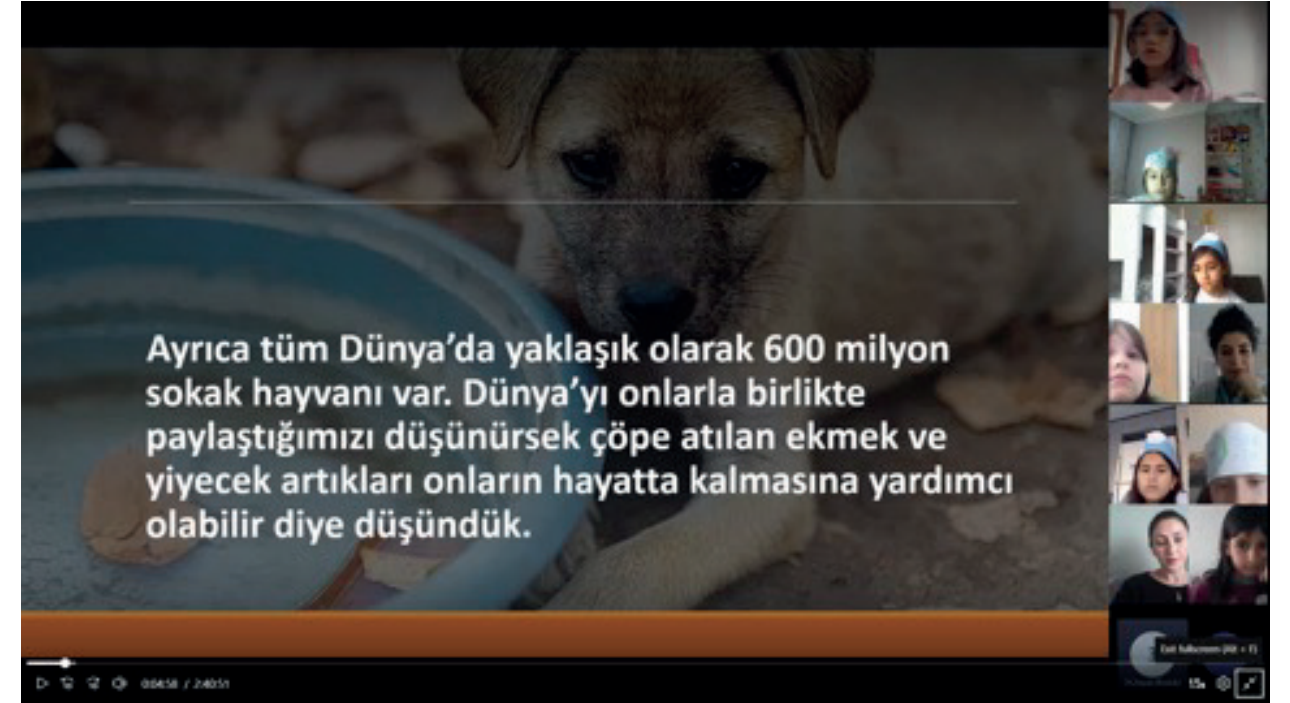 Ayrıca tüm Dünya’da yaklaşık olarak 600 milyon
sokak hayvanı var. Dünya’yı onlarla birlikte
paylaştığımızı düşünürsek çöpe atılan ekmek ve
yiyecek artıkları onların hayatta kalmasına yardımcı
olabilir diye düşündük.
Exit fullscreen (Alt + F)
0:04:58 / 2:40:51